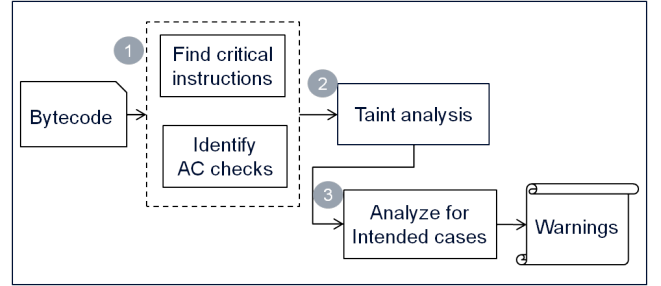 1
Find critical
instructions
Bytecode
Identify
AC checks
2
Taint analysis
3
Analyze for
Intended cases
Warnings